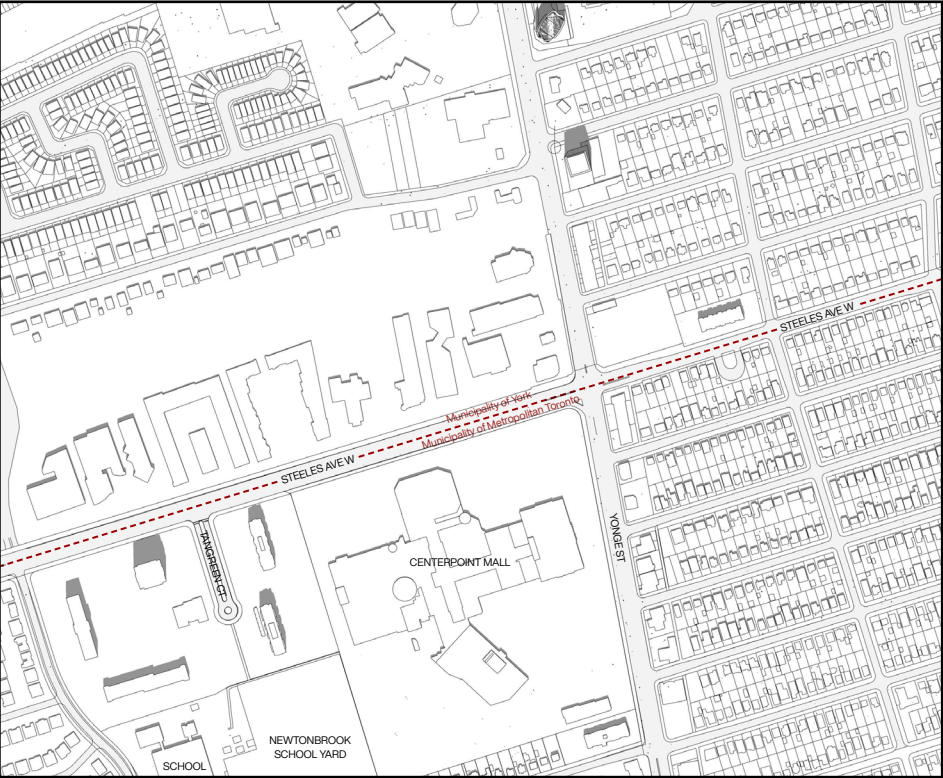 STEELES AVE W
Municipality of York
Municipality of Metropolitan Toronto
STEELES AVE W
TANGREEN CT
YONGE ST
CENTERPOINT MALL
NEWTONBROOK
SCHOOL YARD
SCHOOL